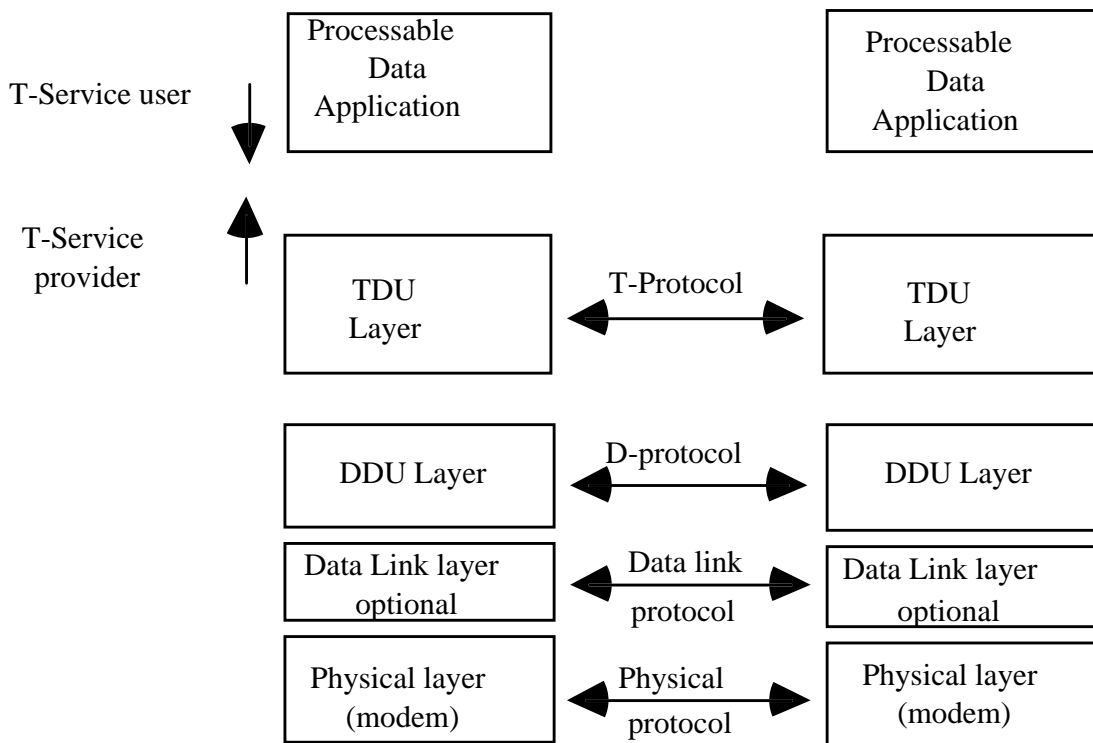 Processable
Data
Application
Processable
Data
Application
T-Service user
T-Service
provider
TDU
Layer
T-Protocol
TDU
Layer
DDU Layer
D-protocol
DDU Layer
Data Link layer
optional
Data link
protocol
Data Link layer
optional
Physical layer
(modem)
Physical
protocol
Physical layer
(modem)